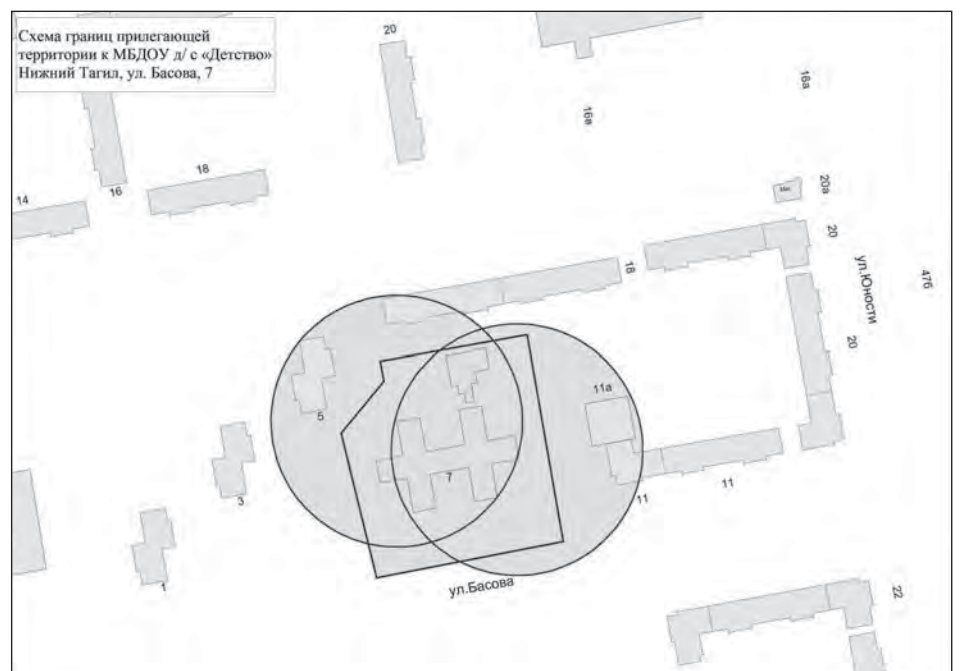 Схема границ прилегающей
территории к МБДОУ д/ с «Детство»
Нижний Тагил, ул. Басова, 7
20
16а
16а
18
16
14
20а
20
18
ул.Юности
47б
20
5
11а
7
3
11
11
1
ул.Басова
22